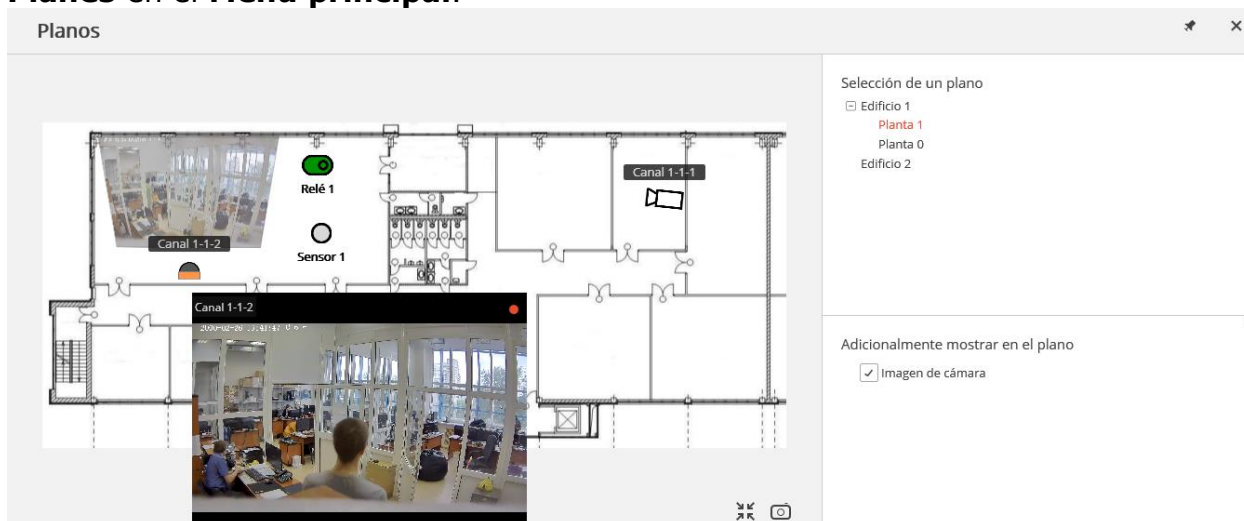 Planes en el Menú principal.
Planos
Selección de un plano
Edificio 1
Planta 1
Planta 0
Edificio 2
Relé 1
Canal 1-1-1
Canal 1-1-2
Sensor 1
Canal 1-1-2
Adicionalmente mostrar en el plano
Imagen de cámara